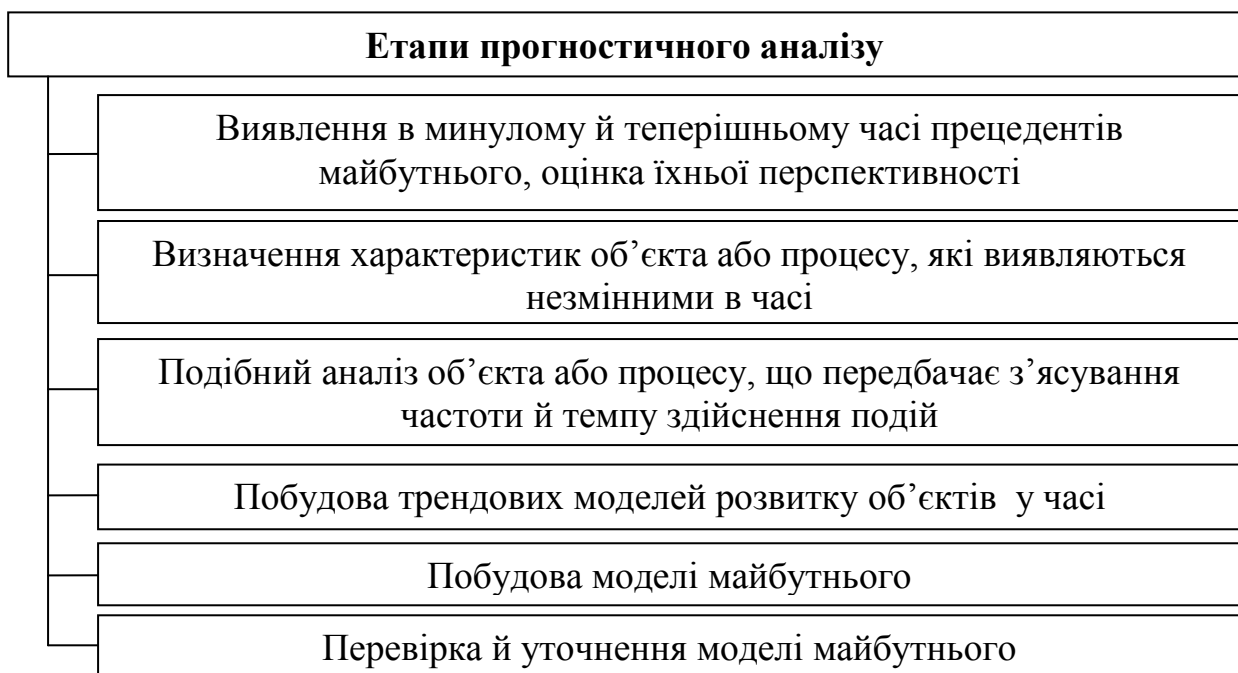 Етапи прогностичного аналізу
Виявлення в минулому й теперішньому часі прецедентів
майбутнього, оцінка їхньої перспективності
Визначення характеристик об’єкта або процесу, які виявляються
незмінними в часі
Подібний аналіз об’єкта або процесу, що передбачає з’ясування
частоти й темпу здійснення подій
Побудова трендових моделей розвитку об’єктів у часі
Побудова моделі майбутнього
Перевірка й уточнення моделі майбутнього